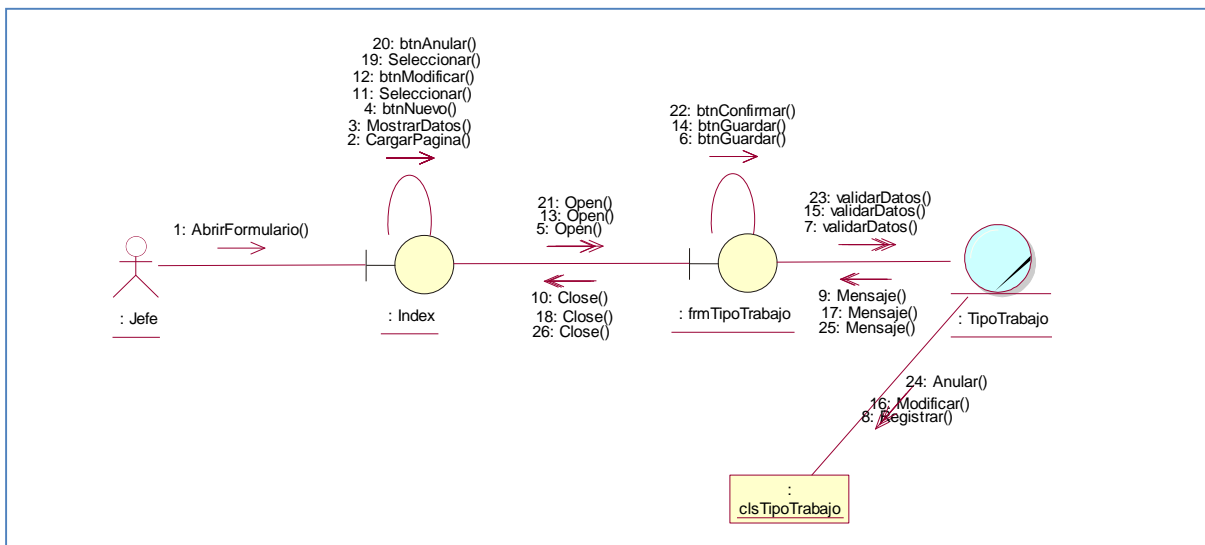 20: btnAnular()
19: Seleccionar()
12: btnModificar()
11: Seleccionar()
4: btnNuevo()
3: MostrarDatos()
2: CargarPagina()
22: btnConfirmar()
14: btnGuardar()
6: btnGuardar()
1: AbrirFormulario()
21: Open()
13: Open()
5: Open()
23: validarDatos()
15: validarDatos()
7: validarDatos()
10: Close()
18: Close()
26: Close()
9: Mensaje()
17: Mensaje()
25: Mensaje()
: Jefe
: Index
: frmTipoTrabajo
: TipoTrabajo
24: Anular()
16: Modificar()
8: Registrar()
:
clsTipoTrabajo